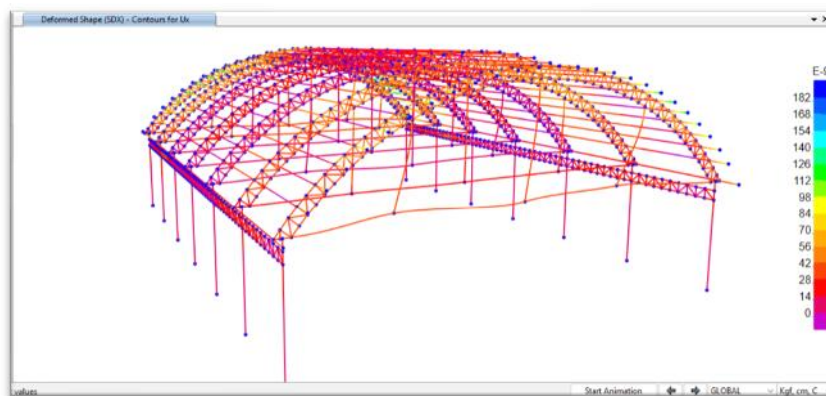 Deformed Shape (SDX) - Contours for Ux
182
168
154
140
126
112
98
84
70
56
42
28
14
0
values
Start Animation
GLOBAL
Kgf, cm, C